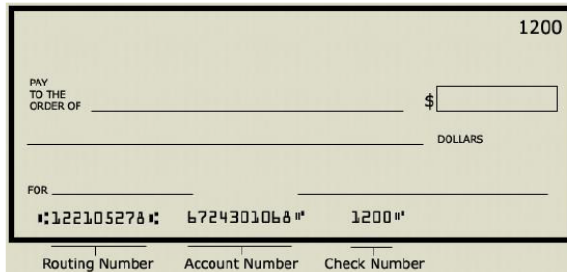 1200
PAY
TO THE
ORDER OF $
DOLLARS
FOR
⑆122105278⑆ 6724301068⑈ 1200⑈
Routing Number Account Number Check Number